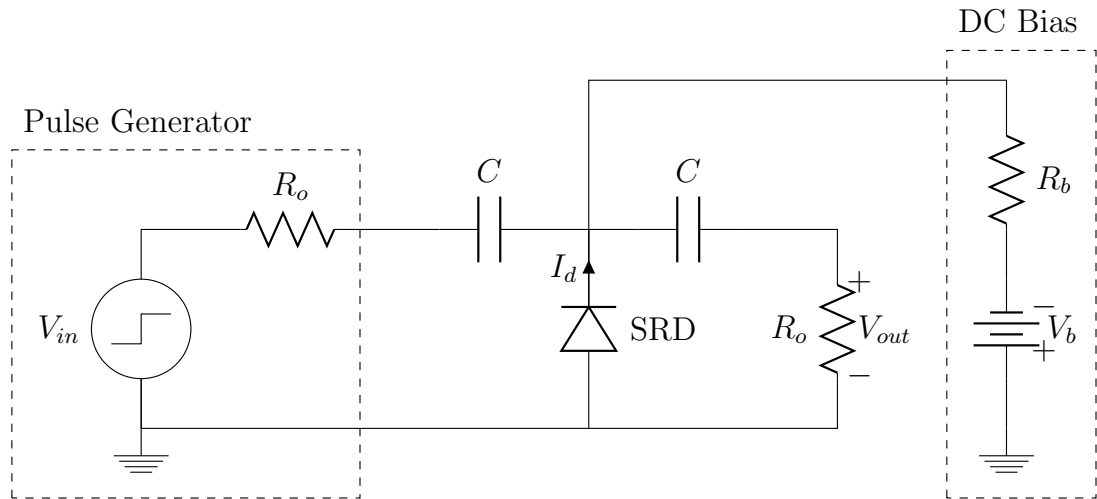 DC Bias
Pulse Generator
R_o
C
C
R_b
I_d
V_in
SRD
R_o
+
V_out
−
−
V_b
+